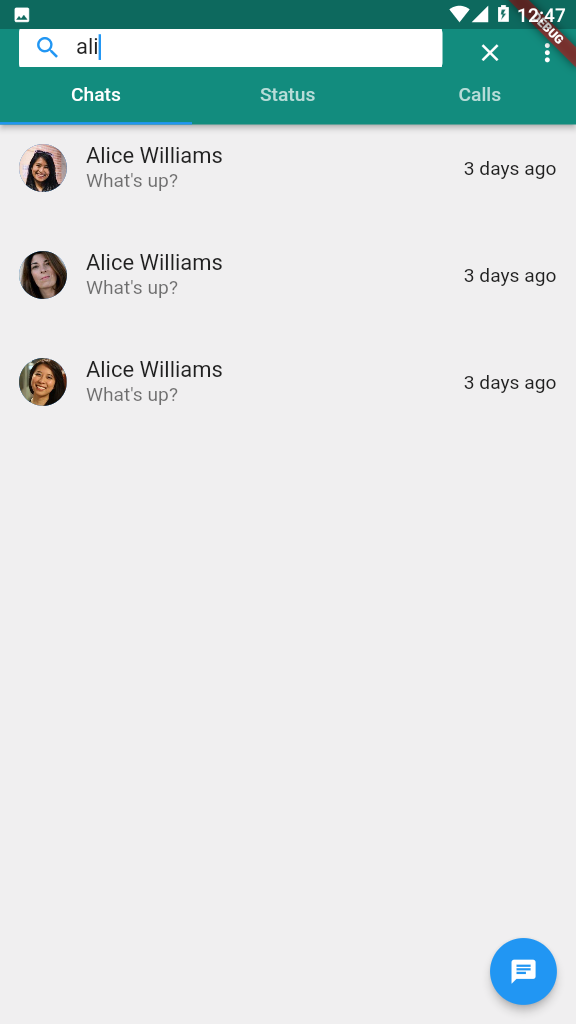 12:47
DEBUG
ali
Chats Status Calls
Alice Williams
What's up?
3 days ago
Alice Williams
What's up?
3 days ago
Alice Williams
What's up?
3 days ago